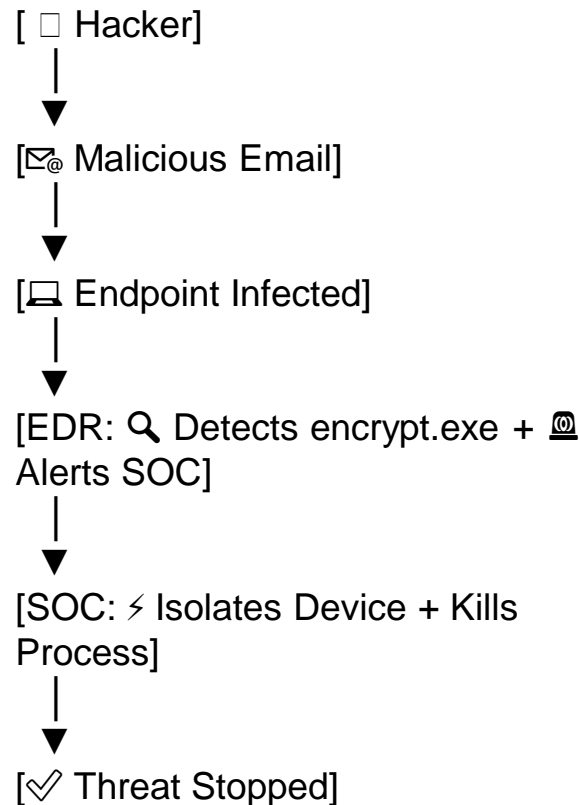 [ □ Hacker]
│
▼
[📧 Malicious Email]
│
▼
[💻 Endpoint Infected]
│
▼
[EDR: 🔍 Detects encrypt.exe + 🚨
Alerts SOC]
│
▼
[SOC: ⚡ Isolates Device + Kills
Process]
│
▼
[✅ Threat Stopped]